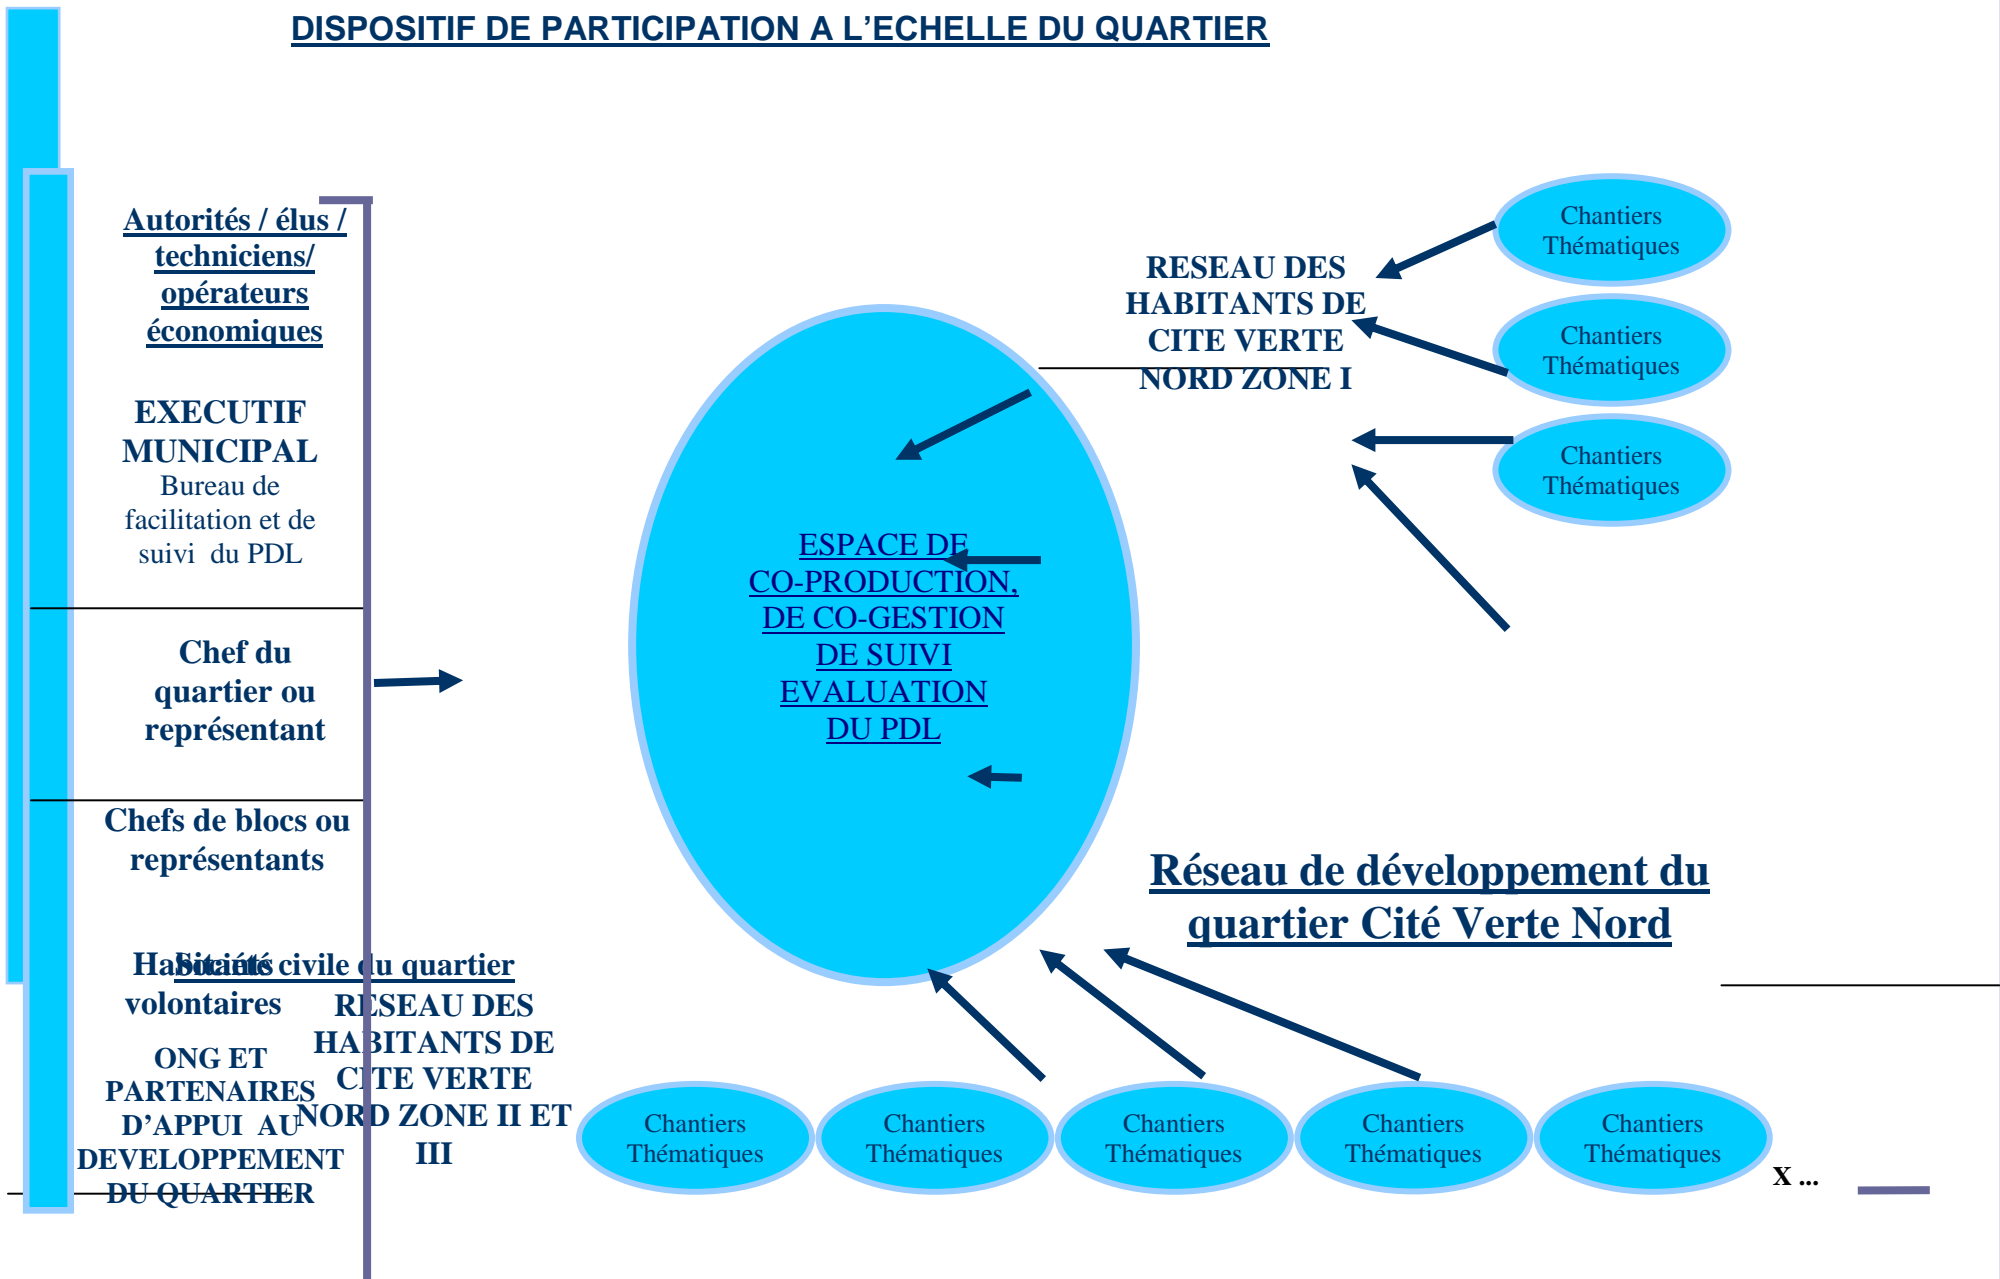 DISPOSITIF DE PARTICIPATION A L’ECHELLE DU QUARTIER
Autorités / élus /
techniciens/
opérateurs
économiques
EXECUTIF
MUNICIPAL
Bureau de
facilitation et de
suivi du PDL
Chef du
quartier ou
représentant
Chefs de blocs ou
représentants
Habitants
volontaires
ONG ET
PARTENAIRES
D’APPUI AU
DEVELOPPEMENT
DU QUARTIER
Société civile du quartier
RESEAU DES
HABITANTS DE
CITE VERTE
NORD ZONE II ET
III
ESPACE DE
CO-PRODUCTION,
DE CO-GESTION
DE SUIVI
EVALUATION
DU PDL
RESEAU DES
HABITANTS DE
CITE VERTE
NORD ZONE I
Chantiers
Thématiques
Chantiers
Thématiques
Chantiers
Thématiques
Réseau de développement du
quartier Cité Verte Nord
Chantiers
Thématiques
Chantiers
Thématiques
Chantiers
Thématiques
Chantiers
Thématiques
Chantiers
Thématiques
X ...